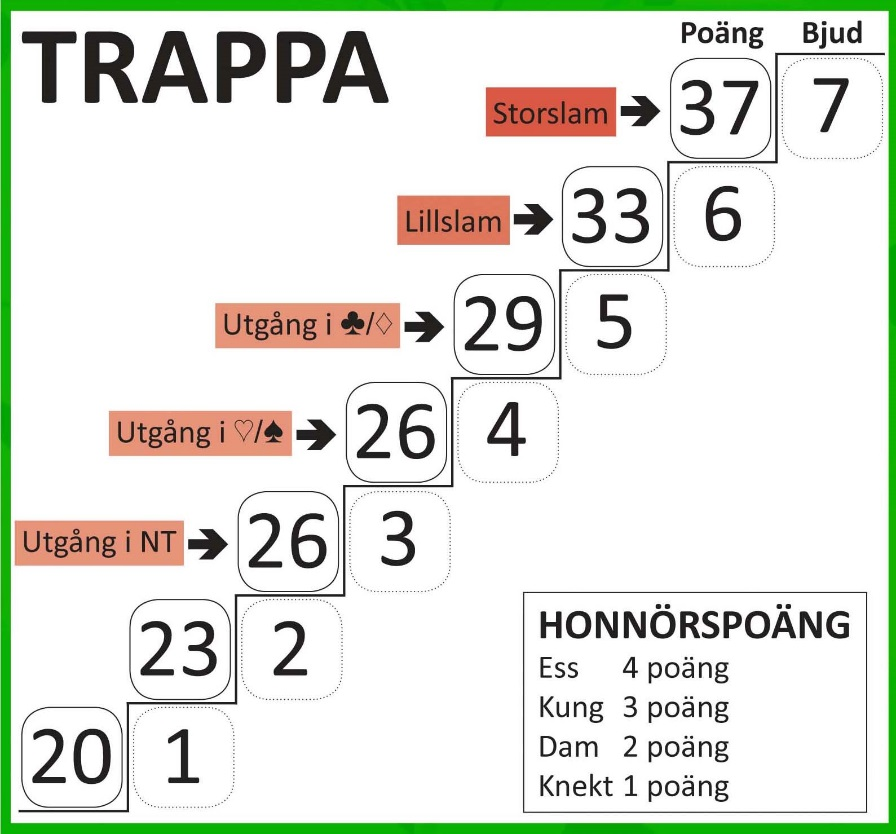 TRAPPA
Poäng Bjud
Storslam → 37 7
Lillslam → 33 6
Utgång i ♣/♢ → 29 5
Utgång i ♡/♠ → 26 4
Utgång i NT → 26 3
23 2
20 1
HONNÖRSPOÄNG
Ess 4 poäng
Kung 3 poäng
Dam 2 poäng
Knekt 1 poäng